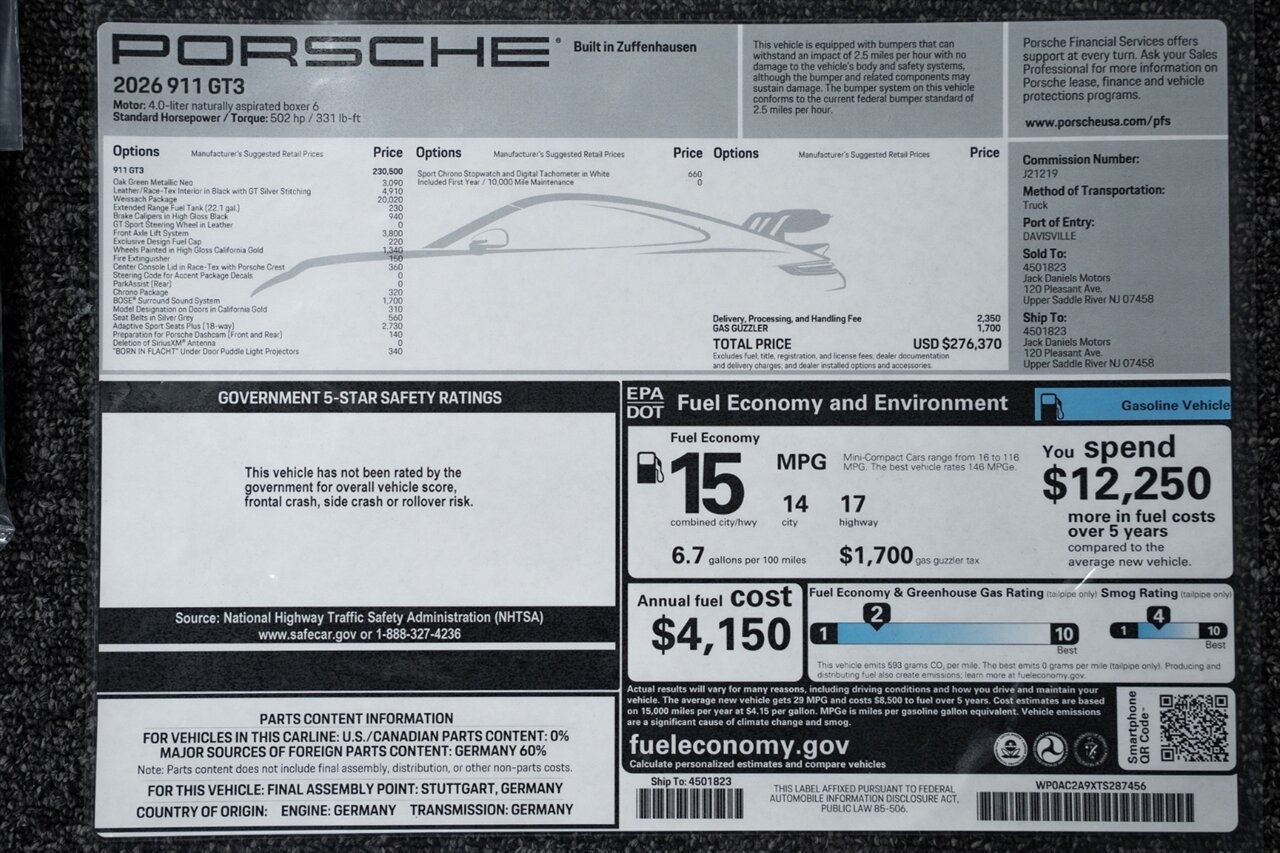 PORSCHE®
Built in Zuffenhausen
2026 911 GT3
Motor: 4.0-liter naturally aspirated boxer 6
Standard Horsepower / Torque: 502 hp / 331 lb-ft
This vehicle is equipped with bumpers that can
withstand an impact of 2.5 miles per hour with no
damage to the vehicle's body and safety systems,
although the bumper and related components may
sustain damage. The bumper system on this vehicle
conforms to the current federal bumper standard of
2.5 miles per hour.
Porsche Financial Services offers
support at every turn. Ask your Sales
Professional for more information on
Porsche lease, finance and vehicle
protections programs.
www.porscheusa.com/pfs
Options Manufacturer's Suggested Retail Prices Price
911 GT3 230,500
Oak Green Metallic Neo 3,090
Leather/Race-Tex Interior in Black with GT Silver Stitching 4,910
Weissach Package 20,020
Extended Range Fuel Tank (22.1 gal.) 230
Brake Calipers in High Gloss Black 940
GT Sport Steering Wheel in Leather 0
Front Axle Lift System 3,800
Exclusive Design Fuel Cap 220
Wheels Painted in High Gloss California Gold 1,340
Fire Extinguisher 150
Center Console Lid in Race-Tex with Porsche Crest 360
Steering Code for Accent Package Decals 0
ParkAssist (Rear) 0
Chrono Package 320
BOSE® Surround Sound System 1,700
Model Designation on Doors in California Gold 310
Seat Belts in Silver Grey 560
Adaptive Sport Seats Plus (18-way) 2,730
Preparation for Porsche Dashcam (Front and Rear) 140
Deletion of SiriusXM® Antenna 0
"BORN IN FLACHT" Under Door Puddle Light Projectors 340
Options Manufacturer's Suggested Retail Prices Price
Sport Chrono Stopwatch and Digital Tachometer in White 660
Included First Year / 10,000 Mile Maintenance 0
Options Manufacturer's Suggested Retail Prices Price
Delivery, Processing, and Handling Fee 2,350
GAS GUZZLER 1,700
TOTAL PRICE USD $276,370
Excludes fuel, title, registration, and license fees, dealer documentation
and delivery charges; and dealer installed options and accessories.
Commission Number:
J21219
Method of Transportation:
Truck
Port of Entry:
DAVISVILLE
Sold To:
4501823
Jack Daniels Motors
120 Pleasant Ave.
Upper Saddle River NJ 07458
Ship To:
4501823
Jack Daniels Motors
120 Pleasant Ave.
Upper Saddle River NJ 07458
GOVERNMENT 5-STAR SAFETY RATINGS
This vehicle has not been rated by the
government for overall vehicle score,
frontal crash, side crash or rollover risk.
Source: National Highway Traffic Safety Administration (NHTSA)
www.safecar.gov or 1-888-327-4236
PARTS CONTENT INFORMATION
FOR VEHICLES IN THIS CARLINE: U.S./CANADIAN PARTS CONTENT: 0%
MAJOR SOURCES OF FOREIGN PARTS CONTENT: GERMANY 60%
Note: Parts content does not include final assembly, distribution, or other non-parts costs.
FOR THIS VEHICLE: FINAL ASSEMBLY POINT: STUTTGART, GERMANY
COUNTRY OF ORIGIN: ENGINE: GERMANY TRANSMISSION: GERMANY
EPA
DOT
Fuel Economy and Environment
Gasoline Vehicle
Fuel Economy
15 MPG
combined city/hwy
14
city
17
highway
Mini-Compact Cars range from 16 to 116
MPG. The best vehicle rates 146 MPGe.
6.7 gallons per 100 miles
$1,700 gas guzzler tax
You spend
$12,250
more in fuel costs
over 5 years
compared to the
average new vehicle.
Annual fuel cost
$4,150
Fuel Economy & Greenhouse Gas Rating (tailpipe only)
2
1 10
Best
Smog Rating (tailpipe only)
4
1 10
Best
This vehicle emits 593 grams CO2 per mile. The best emits 0 grams per mile (tailpipe only). Producing and
distributing fuel also create emissions; learn more at fueleconomy.gov.
Actual results will vary for many reasons, including driving conditions and how you drive and maintain your
vehicle. The average new vehicle gets 29 MPG and costs $8,500 to fuel over 5 years. Cost estimates are based
on 15,000 miles per year at $4.15 per gallon. MPGe is miles per gasoline gallon equivalent. Vehicle emissions
are a significant cause of climate change and smog.
fueleconomy.gov
Calculate personalized estimates and compare vehicles
Smartphone
QR Code™
Ship To: 4501823
THIS LABEL AFFIXED PURSUANT TO FEDERAL
AUTOMOBILE INFORMATION DISCLOSURE ACT,
PUBLIC LAW 85-506.
WP0AC2A9XTS287456